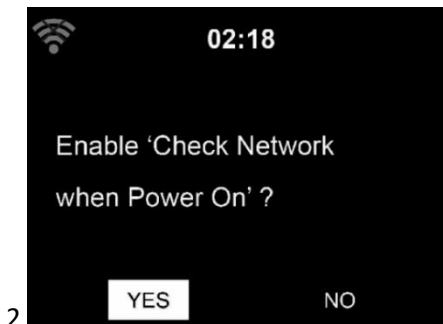 02:18
Enable ‘Check Network
when Power On’ ?
YES NO
2